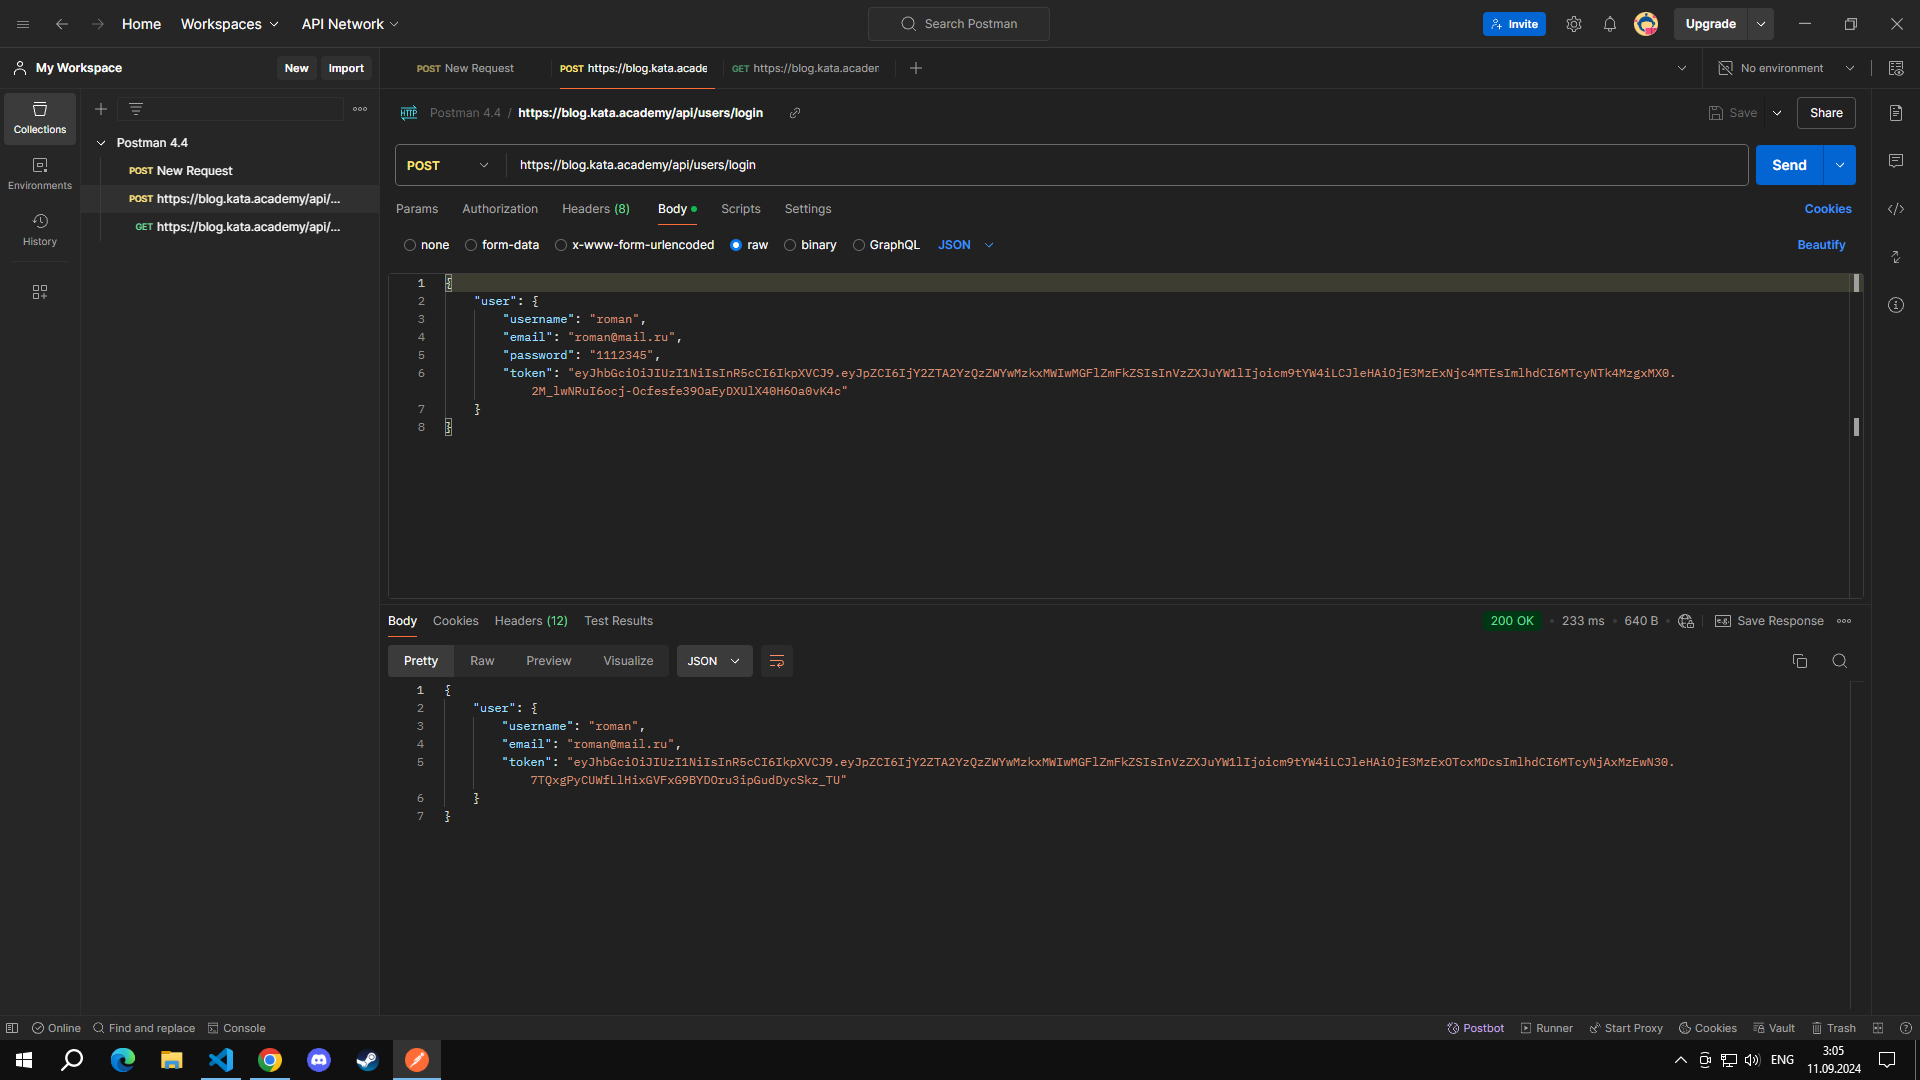 Home Workspaces API Network Search Postman Invite Upgrade
My Workspace New Import POST New Request POST https://blog.kata.acade GET https://blog.kata.academ No environment
Collections
Environments
History
Postman 4.4
POST New Request
POST https://blog.kata.academy/api/...
GET https://blog.kata.academy/api/...
HTTP Postman 4.4 / https://blog.kata.academy/api/users/login Save Share
POST https://blog.kata.academy/api/users/login Send
Params Authorization Headers (8) Body Scripts Settings Cookies
none form-data x-www-form-urlencoded raw binary GraphQL JSON Beautify
1 {
2 "user": {
3 "username": "roman",
4 "email": "roman@mail.ru",
5 "password": "1112345",
6 "token": "eyJhbGciOiJIUzI1NiIsInR5cCI6IkpXVCJ9.eyJpZCI6IjY2ZTA2YzQzZWYwMzkxMWIwMGFlZmFkZSIsInVzZXJuYW1lIjoicm9tYW4iLCJleHAiOjE3MzExNjc4MTEsImlhdCI6MTcyNTk4MzgxMX0.
2M_lwNRuI6ocj-Ocfesfe39OaEyDXUlX40H6Oa0vK4c"
7 }
8 }
Body Cookies Headers (12) Test Results 200 OK 233 ms 640 B Save Response
Pretty Raw Preview Visualize JSON
1 {
2 "user": {
3 "username": "roman",
4 "email": "roman@mail.ru",
5 "token": "eyJhbGciOiJIUzI1NiIsInR5cCI6IkpXVCJ9.eyJpZCI6IjY2ZTA2YzQzZWYwMzkxMWIwMGFlZmFkZSIsInVzZXJuYW1lIjoicm9tYW4iLCJleHAiOjE3MzExOTcxMDcsImlhdCI6MTcyNjAxMzEwN30.
7TQxgPyCUWfLlHixGVFxG9BYDOru3ipGudDycSkz_TU"
6 }
7 }
Online Find and replace Console Postbot Runner Start Proxy Cookies Vault Trash
ENG 3:05
11.09.2024